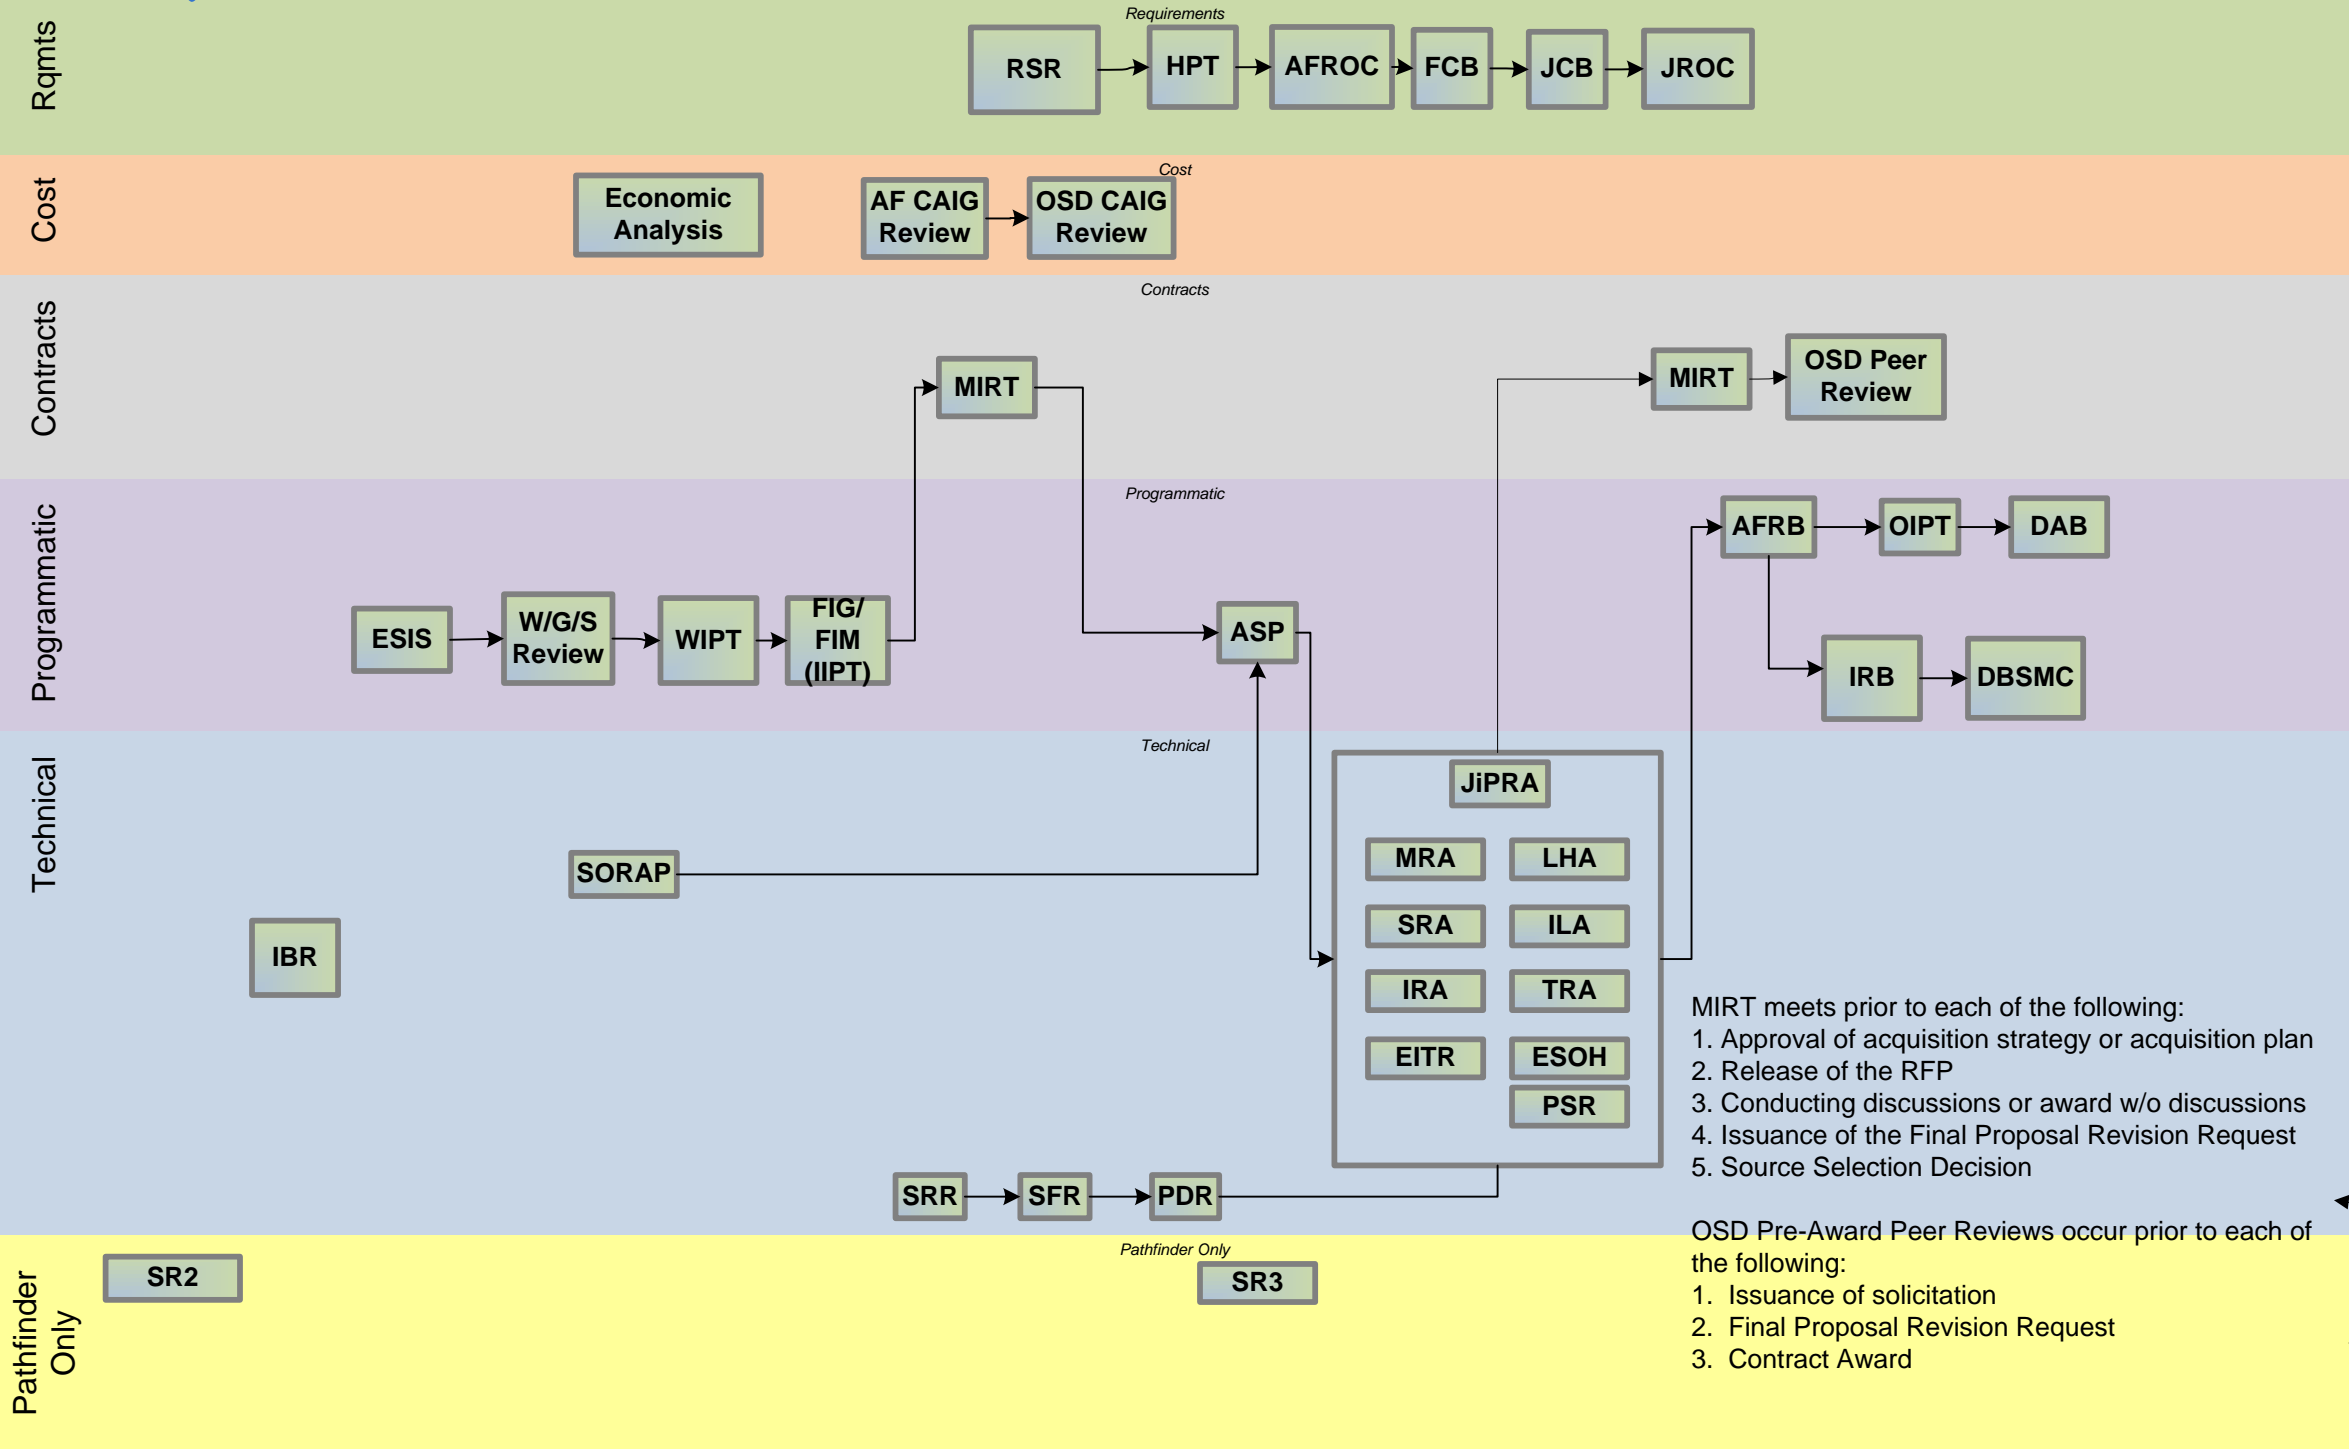 Rqmts
Requirements
RSR
HPT
AFROC
FCB
JCB
JROC
Cost
Cost
Economic
Analysis
AF CAIG
Review
OSD CAIG
Review
Contracts
Contracts
MIRT
MIRT
OSD Peer
Review
Programmatic
Programmatic
AFRB
OIPT
DAB
ESIS
W/G/S
Review
WIPT
FIG/
FIM
(IIPT)
ASP
IRB
DBSMC
Technical
Technical
JiPRA
MRA
LHA
SORAP
SRA
ILA
IBR
IRA
TRA
EITR
ESOH
PSR
SRR
SFR
PDR
MIRT meets prior to each of the following:
1. Approval of acquisition strategy or acquisition plan
2. Release of the RFP
3. Conducting discussions or award w/o discussions
4. Issuance of the Final Proposal Revision Request
5. Source Selection Decision
OSD Pre-Award Peer Reviews occur prior to each of
the following:
1. Issuance of solicitation
2. Final Proposal Revision Request
3. Contract Award
Pathfinder
Only
Pathfinder Only
SR2
SR3